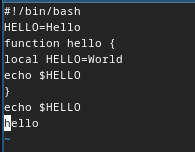 #!/bin/bash
HELLO=Hello
function hello {
local HELLO=World
echo $HELLO
}
echo $HELLO
hello
~